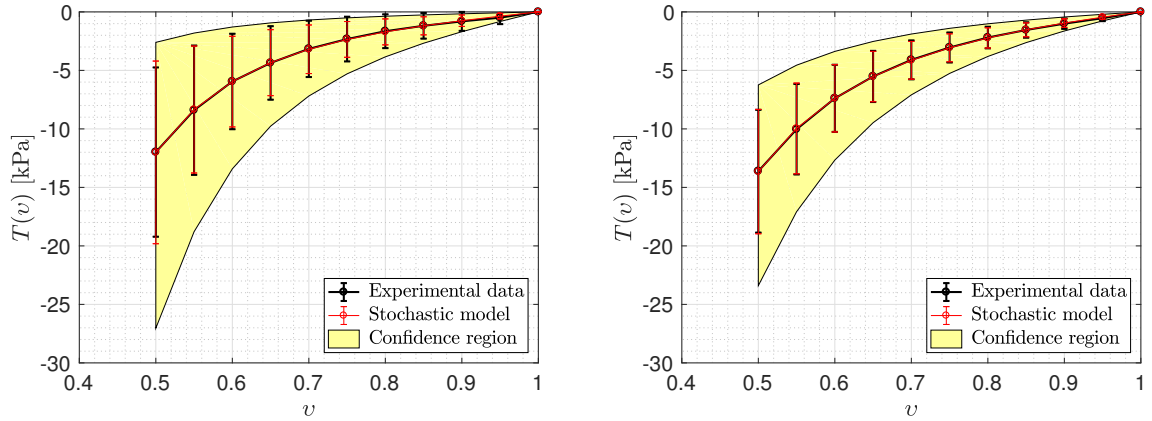 0
-5
-10
-15
-20
-25
-30
T(υ) [kPa]
0.4 0.5 0.6 0.7 0.8 0.9 1
υ
Experimental data
Stochastic model
Confidence region
0
-5
-10
-15
-20
-25
-30
T(υ) [kPa]
0.4 0.5 0.6 0.7 0.8 0.9 1
υ
Experimental data
Stochastic model
Confidence region